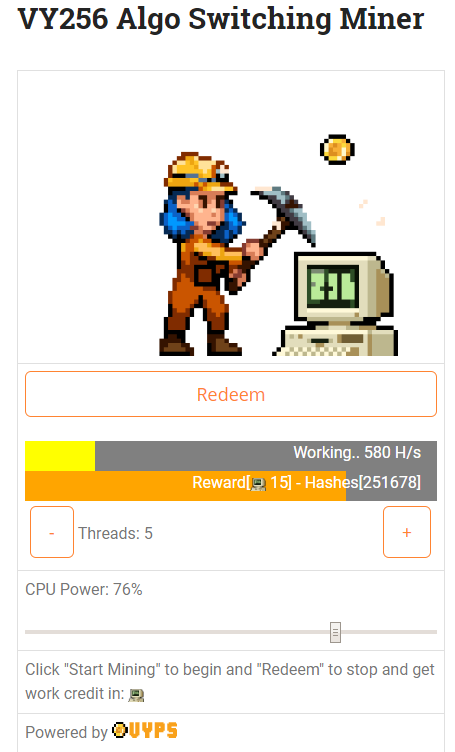 VY256 Algo Switching Miner
Redeem
Working.. 580 H/s
Reward[ 15] - Hashes[251678]
- Threads: 5 +
CPU Power: 76%
Click "Start Mining" to begin and "Redeem" to stop and get
work credit in:
Powered by VYPS